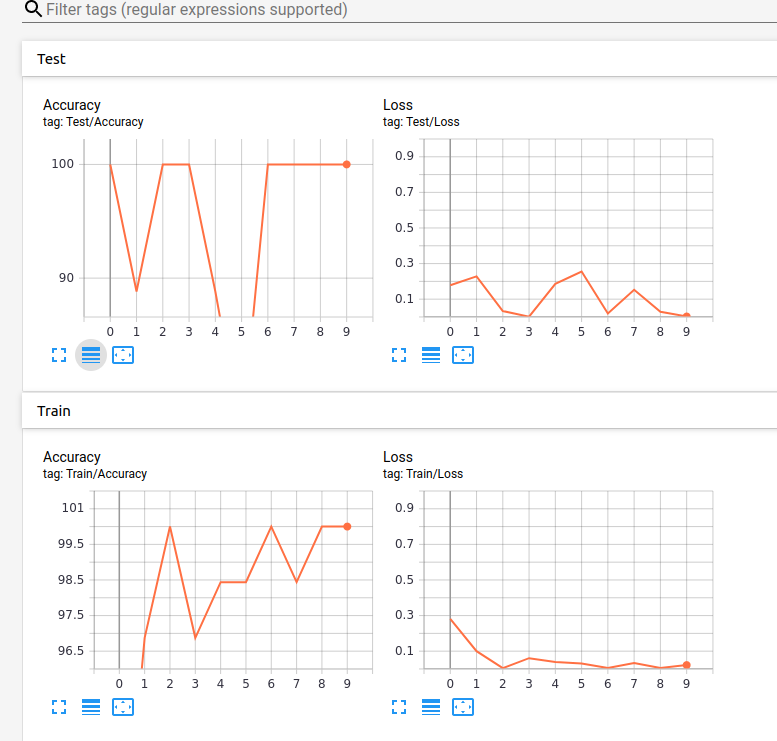 Filter tags (regular expressions supported)
Test
Accuracy
tag: Test/Accuracy
100
90
0 1 2 3 4 5 6 7 8 9
Loss
tag: Test/Loss
0.9
0.7
0.5
0.3
0.1
0 1 2 3 4 5 6 7 8 9
Train
Accuracy
tag: Train/Accuracy
101
99.5
98.5
97.5
96.5
0 1 2 3 4 5 6 7 8 9
Loss
tag: Train/Loss
0.9
0.7
0.5
0.3
0.1
0 1 2 3 4 5 6 7 8 9